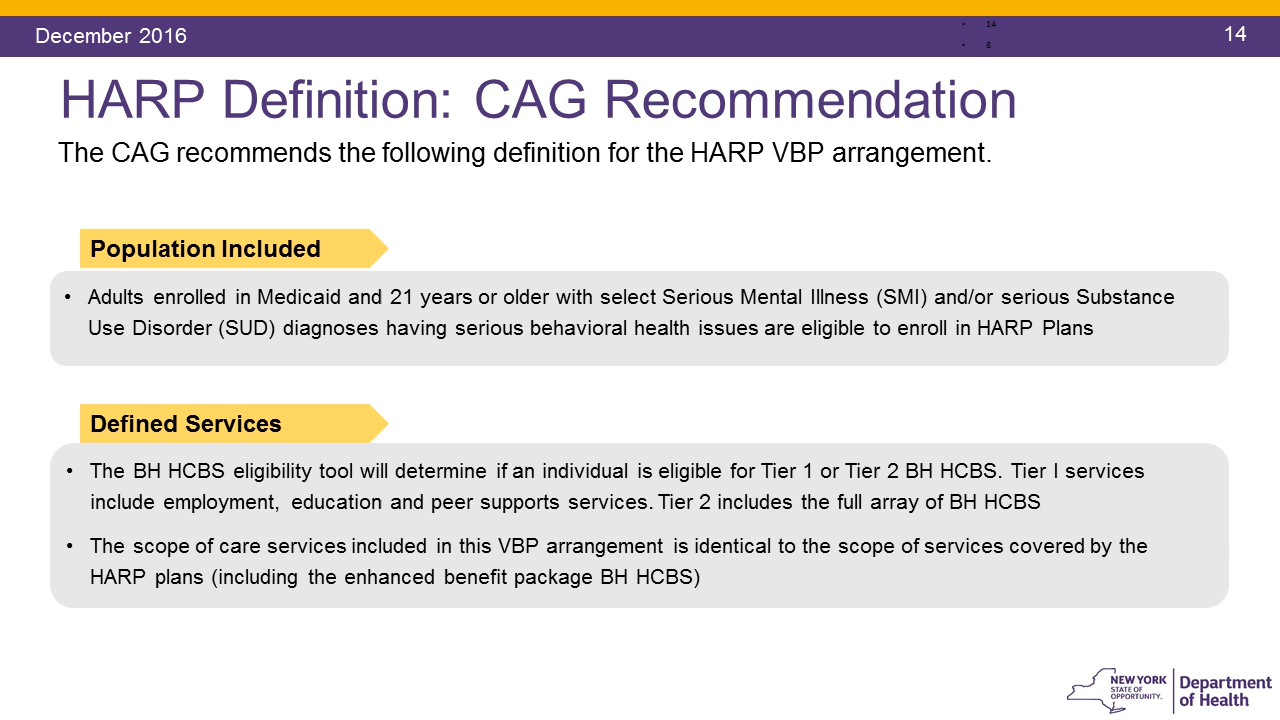 December 2016
• 14
• 8
14
HARP Definition: CAG Recommendation
The CAG recommends the following definition for the HARP VBP arrangement.
Population Included
• Adults enrolled in Medicaid and 21 years or older with select Serious Mental Illness (SMI) and/or serious Substance
Use Disorder (SUD) diagnoses having serious behavioral health issues are eligible to enroll in HARP Plans
Defined Services
• The BH HCBS eligibility tool will determine if an individual is eligible for Tier 1 or Tier 2 BH HCBS. Tier I services
include employment, education and peer supports services. Tier 2 includes the full array of BH HCBS
• The scope of care services included in this VBP arrangement is identical to the scope of services covered by the
HARP plans (including the enhanced benefit package BH HCBS)
NEW YORK
STATE OF
OPPORTUNITY.
Department
of Health